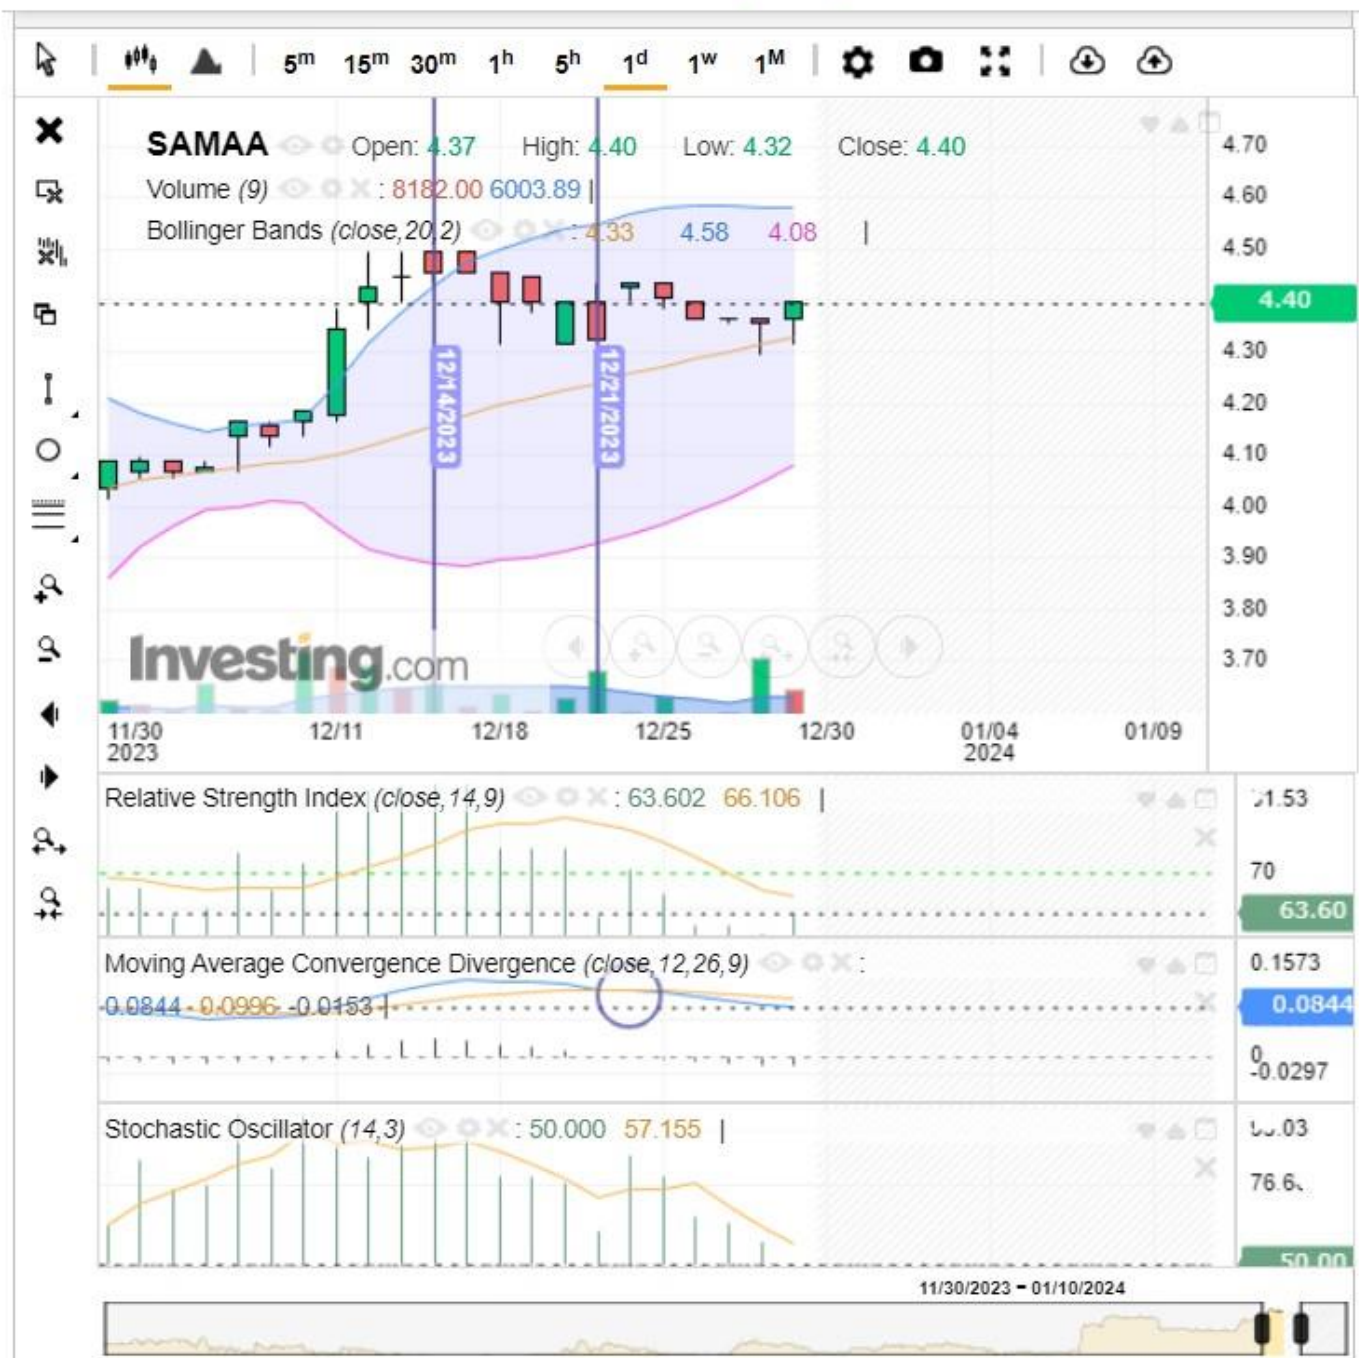 5m 15m 30m 1h 5h 1d 1w 1M
SAMAA Open: 4.37 High: 4.40 Low: 4.32 Close: 4.40
Volume (9) : 8182.00 6003.89 |
Bollinger Bands (close,20,2) : 4.33 4.58 4.08 |
4.70
4.60
4.50
4.40
4.30
4.20
4.10
4.00
3.90
3.80
3.70
12/14/2023
12/21/2023
Investing.com
11/30 12/11 12/18 12/25 12/30 01/04 01/09
2023 2024
Relative Strength Index (close,14,9) : 63.602 66.106 |
70
63.60
Moving Average Convergence Divergence (close,12,26,9) :
0.0844 0.0996 -0.0153 |
0.1573
0.0844
0
-0.0297
Stochastic Oscillator (14,3) : 50.000 57.155 |
50.00
11/30/2023 - 01/10/2024